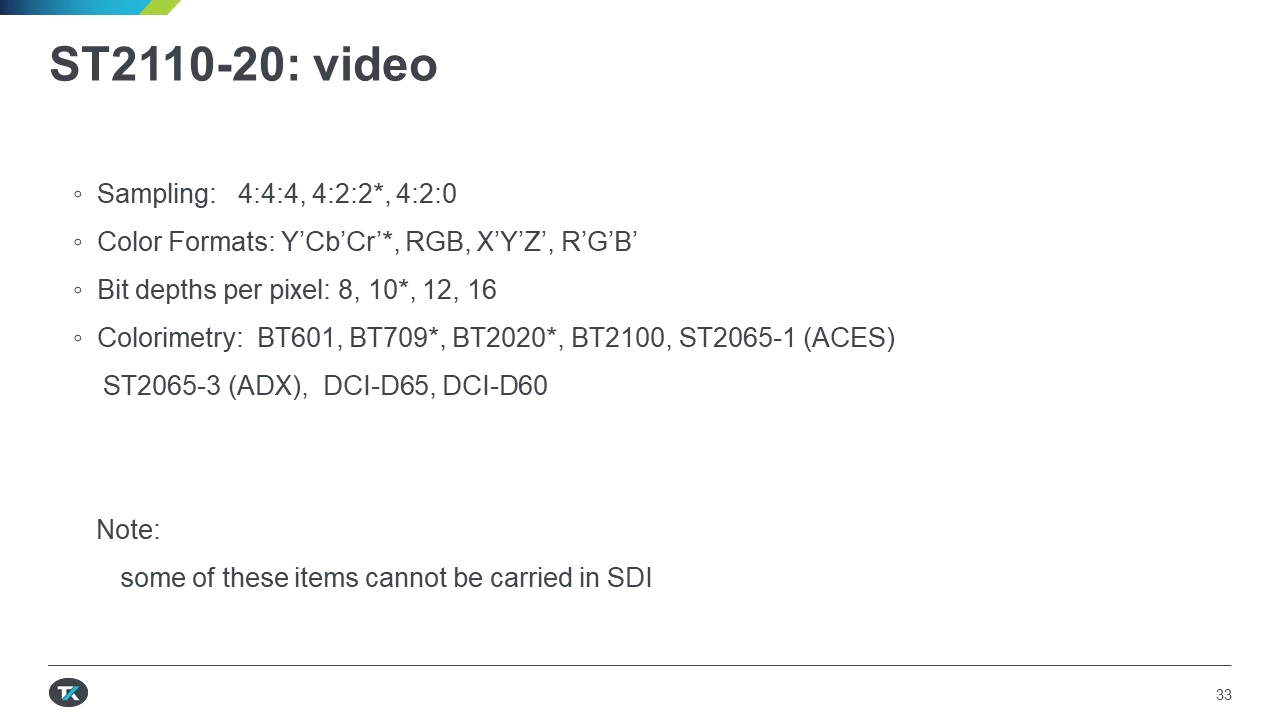 ST2110-20: video
◦ Sampling: 4:4:4, 4:2:2*, 4:2:0
◦ Color Formats: Y’Cb’Cr’*, RGB, X’Y’Z’, R’G’B’
◦ Bit depths per pixel: 8, 10*, 12, 16
◦ Colorimetry: BT601, BT709*, BT2020*, BT2100, ST2065-1 (ACES)
ST2065-3 (ADX), DCI-D65, DCI-D60
Note:
some of these items cannot be carried in SDI
TX
33